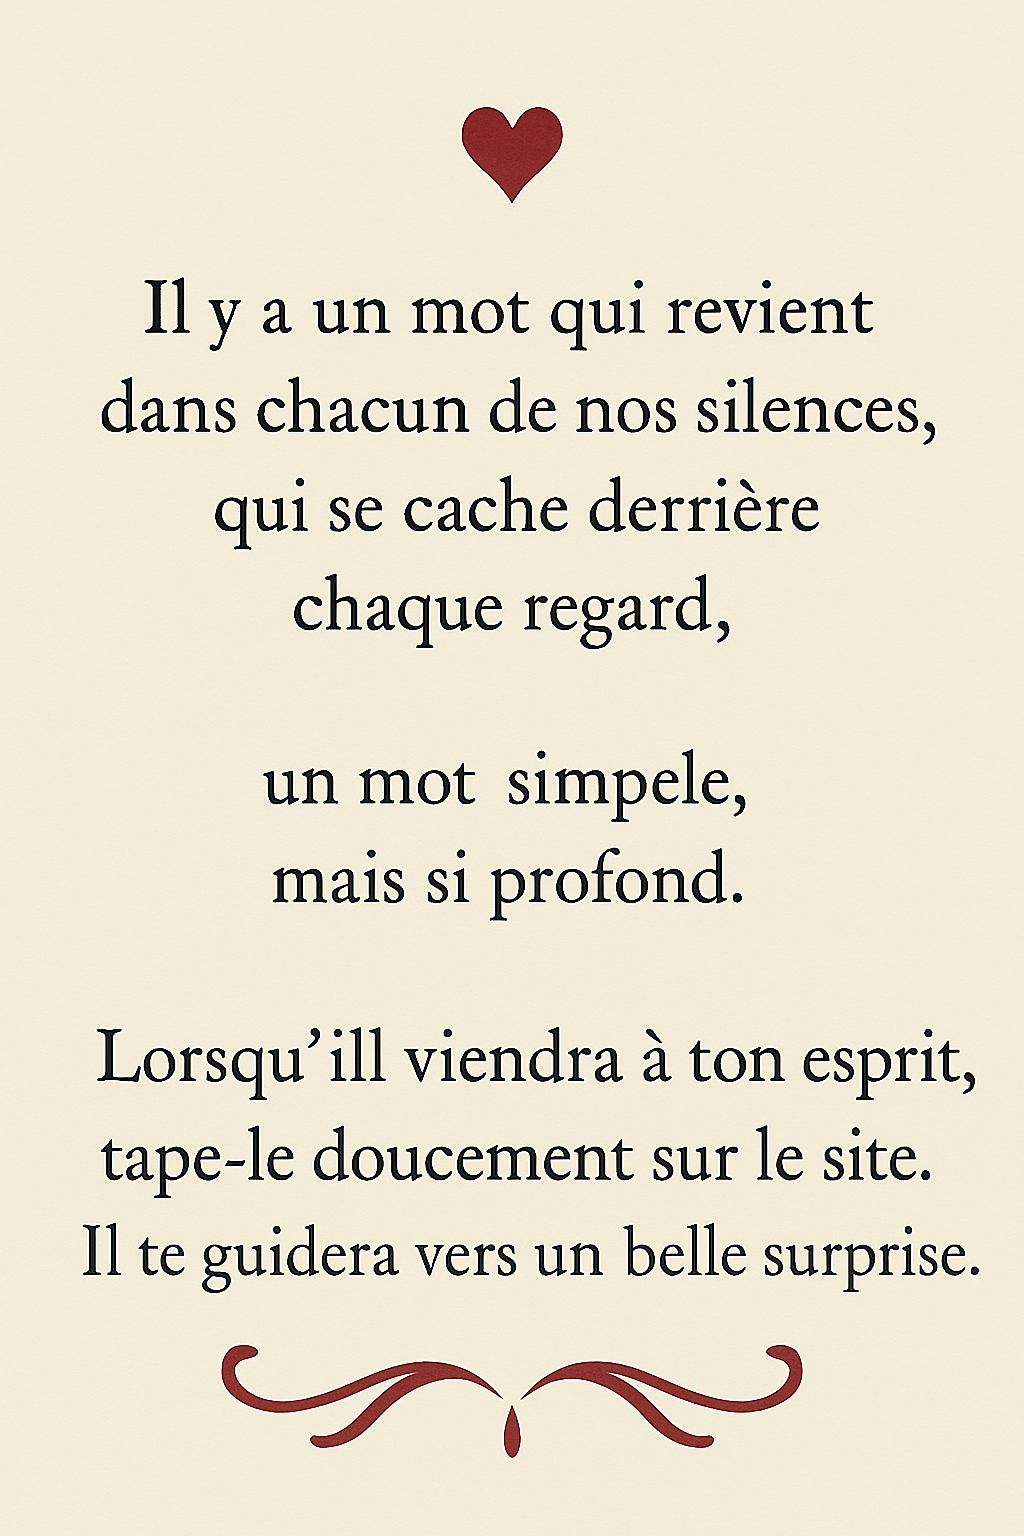 Il y a un mot qui revient
dans chacun de nos silences,
qui se cache derrière
chaque regard,
un mot simpele,
mais si profond.
Lorsqu’ill viendra à ton esprit,
tape-le doucement sur le site.
Il te guidera vers un belle surprise.